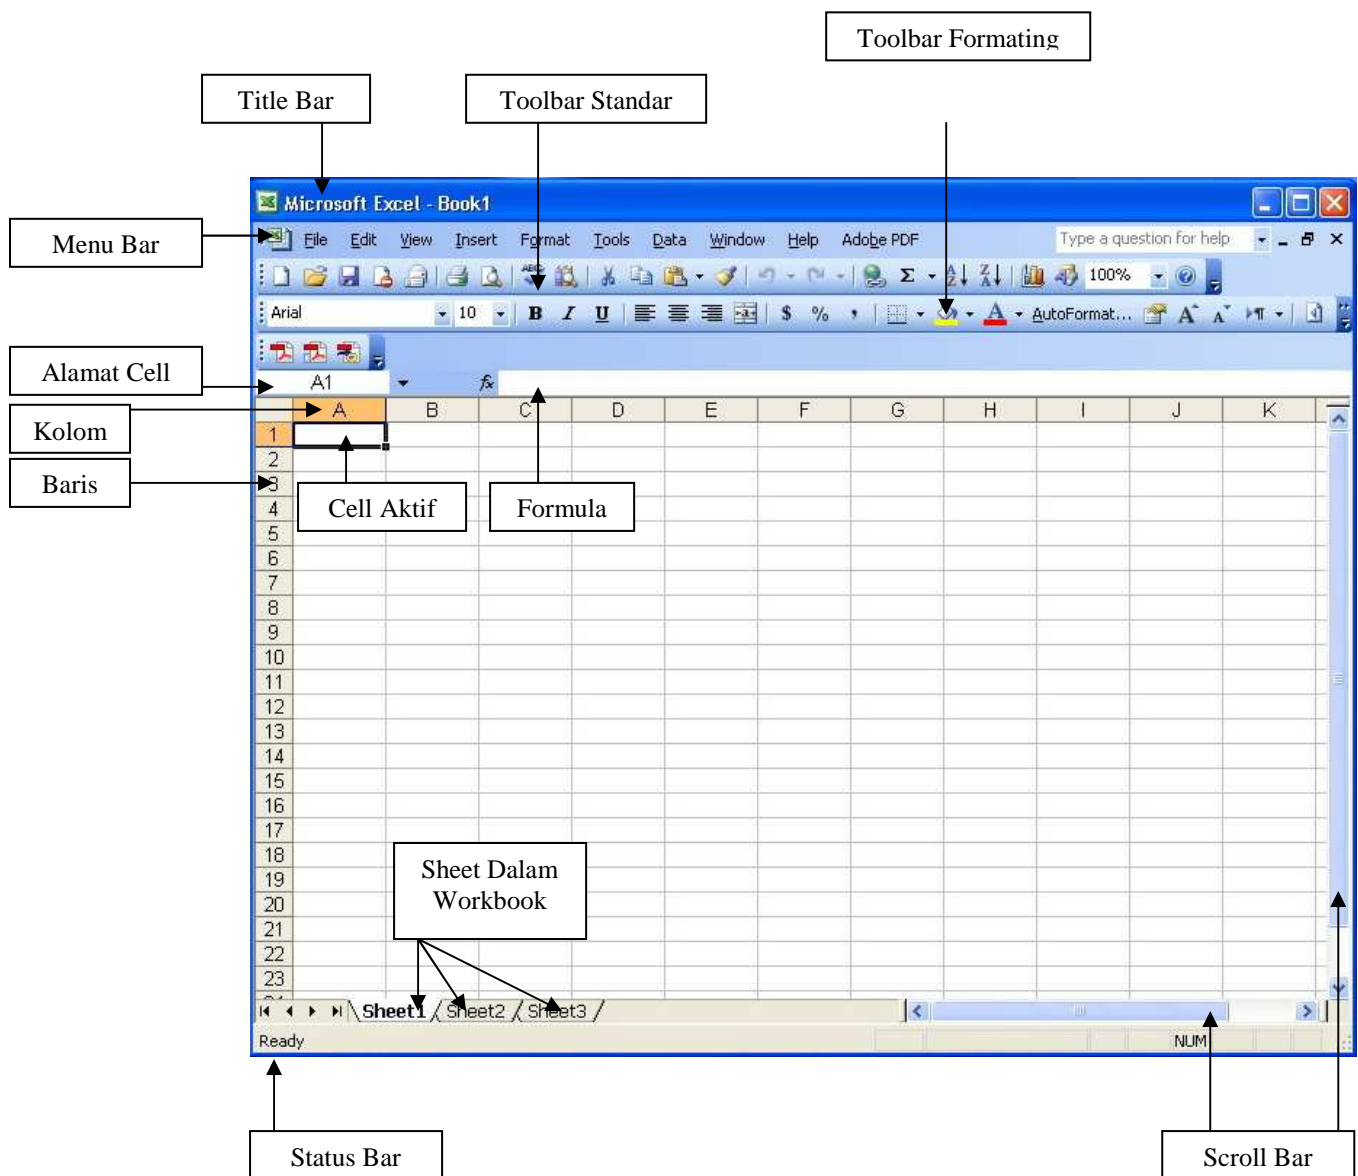 Toolbar Formating
Title Bar
Toolbar Standar
Microsoft Excel - Book1
Menu Bar
File Edit View Insert Format Tools Data Window Help Adobe PDF Type a question for help
Σ 100%
Arial 10 B I U $ % , A AutoFormat... A A
Alamat Cell
A1 fx
A B C D E F G H I J K
Kolom
1
2
Baris
3
Cell Aktif
Formula
4
5
6
7
8
9
10
11
12
13
14
15
16
17
18
19
20
21
22
23
Sheet Dalam
Workbook
Sheet1 Sheet2 Sheet3
Ready NUM
Status Bar
Scroll Bar